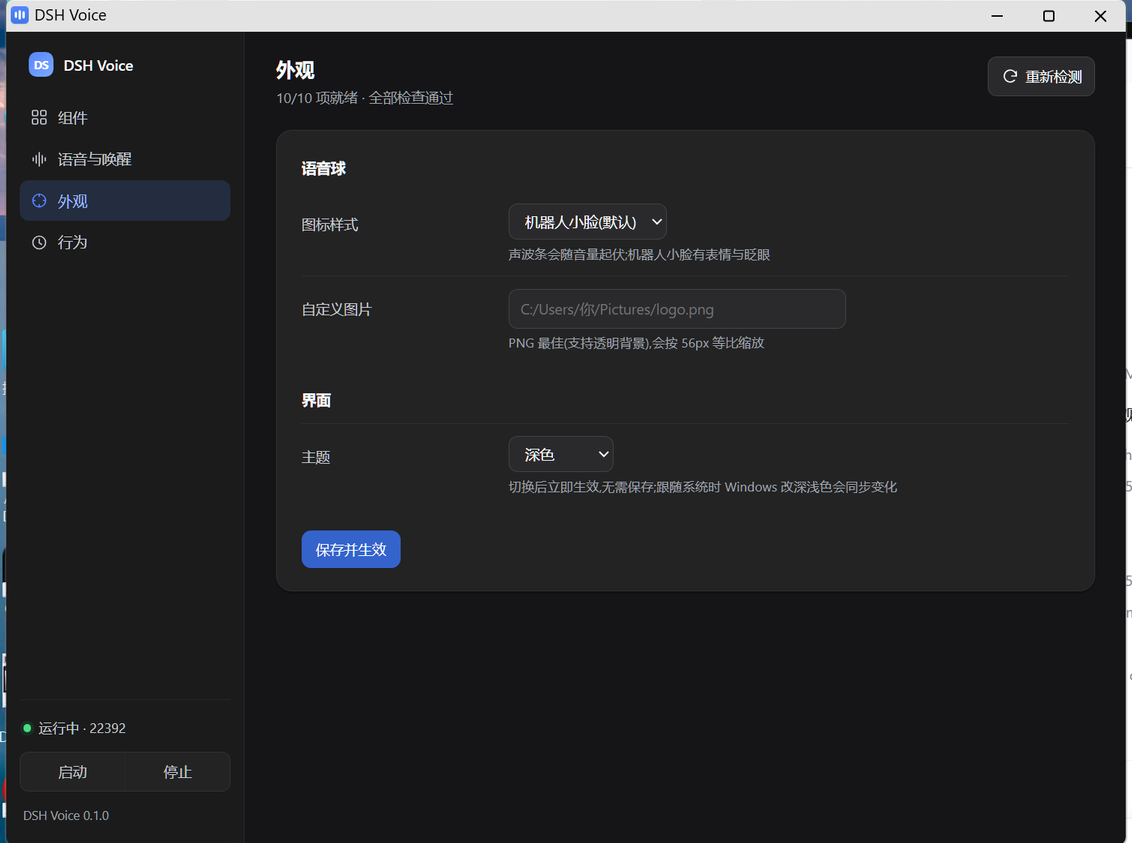 DSH Voice
DS DSH Voice
组件
语音与唤醒
外观
行为
运行中 · 22392
启动 停止
DSH Voice 0.1.0
外观
10/10 项就绪 · 全部检查通过
重新检测
语音球
图标样式
机器人小脸(默认)
声波条会随音量起伏;机器人小脸有表情与眨眼
自定义图片
C:/Users/你/Pictures/logo.png
PNG 最佳(支持透明背景),会按 56px 等比缩放
界面
主题
深色
切换后立即生效,无需保存;跟随系统时 Windows 改深浅色会同步变化
保存并生效